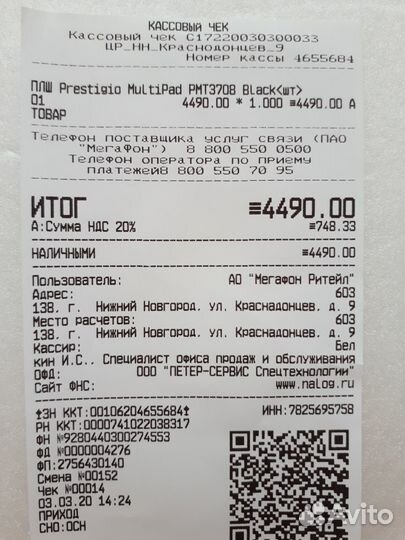 КАССОВЫЙ ЧЕК
Кассовый чек C17220030300033
ЦР_НН_Краснодонцев_9
Номер кассы 4655684
ПЛШ Prestigio MultiPad PMT3708 Black<шт>
01 4490.00 * 1.000 ≡4490.00 А
ТОВАР
Телефон поставщика услуг связи (ПАО
"МегаФон") 8 800 550 0500
Телефон оператора по приему
платежей8 800 550 70 95
ИТОГ ≡4490.00
А:Сумма НДС 20% ≡748.33
НАЛИЧНЫМИ ≡4490.00
Пользователь: АО "Мегафон Ритейл"
Адрес: 603
138, г. Нижний Новгород, ул. Краснадонцев, д. 9
Место расчетов: 603
138, г. Нижний Новгород, ул. Краснадонцев, д. 9
Кассир: Бел
кин И.С., Специалист офиса продаж и обслуживания
ОФД: ООО "ПЕТЕР-СЕРВИС Спецтехнологии"
Сайт ФНС: www.nalog.ru
ЗН ККТ:00106204655684 ИНН:7825695758
РН ККТ:0000741022038317
ФН №9280440300274553
ФД №0000004276
ФП:2756430140
Смена №00152
Чек №00014
03.03.20 14:24
ПРИХОД
СНО:ОСН
Avito